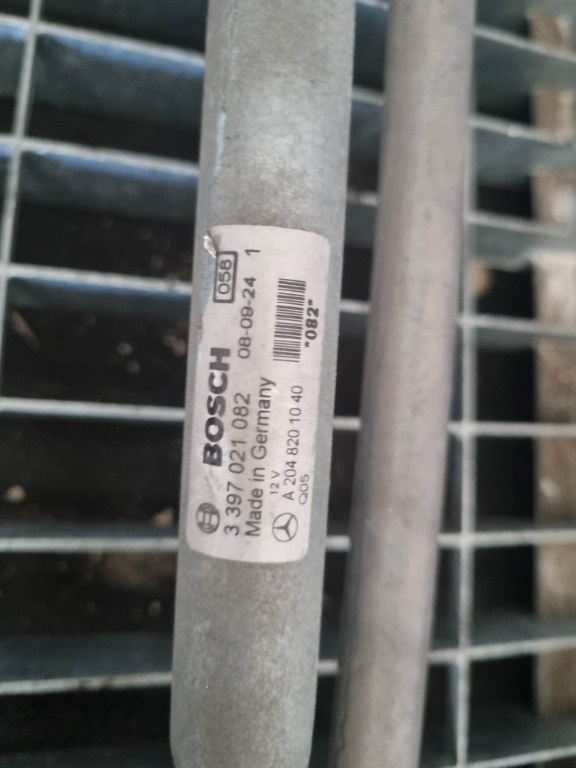 BOSCH
058
3 397 021 082
08-09-24 1
Made in Germany
12 V
A 204 820 10 40
Q05
*082*